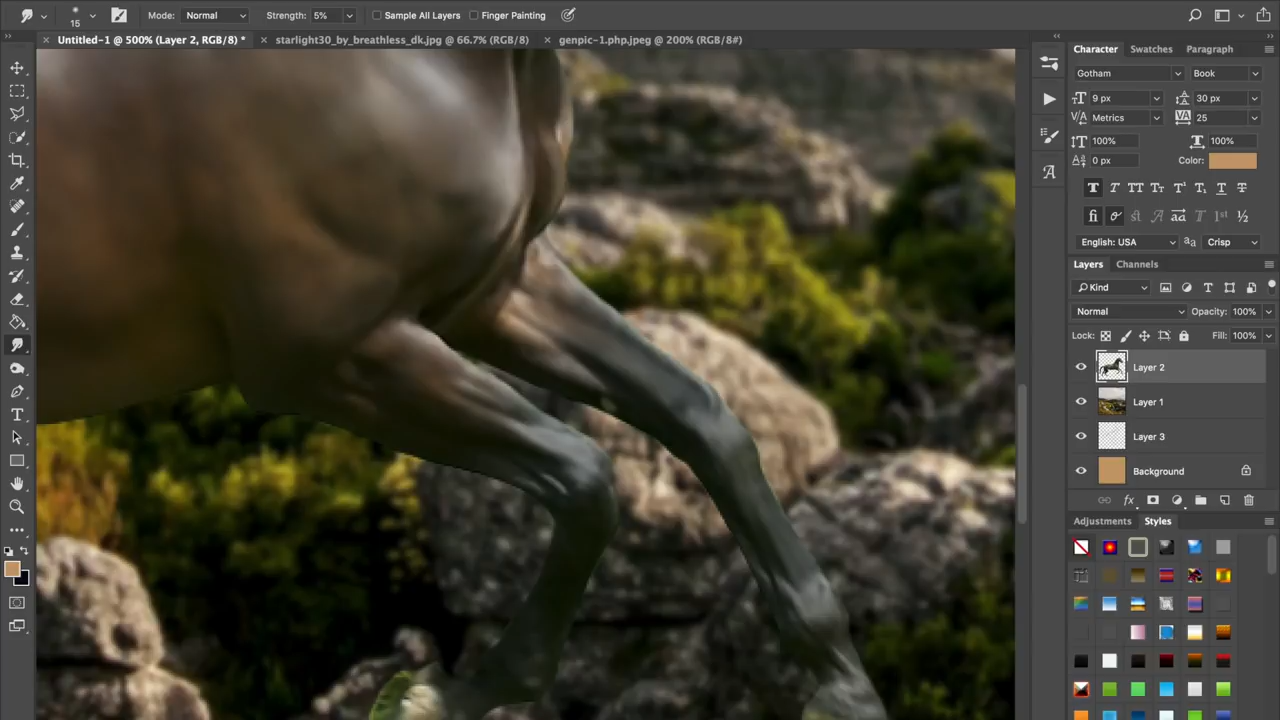 15
Mode: Normal
Strength: 5%
Sample All Layers
Finger Painting
Untitled-1 @ 500% (Layer 2, RGB/8) *
starlight30_by_breathless_dk.jpg @ 66.7% (RGB/8)
genpic-1.php.jpeg @ 200% (RGB/8#)
Character Swatches Paragraph
Gotham Book
9 px 30 px
Metrics 25
100% 100%
0 px Color:
English: USA Crisp
Layers Channels
Kind
Normal Opacity: 100%
Lock: Fill: 100%
Layer 2
Layer 1
Layer 3
Background
Adjustments Styles